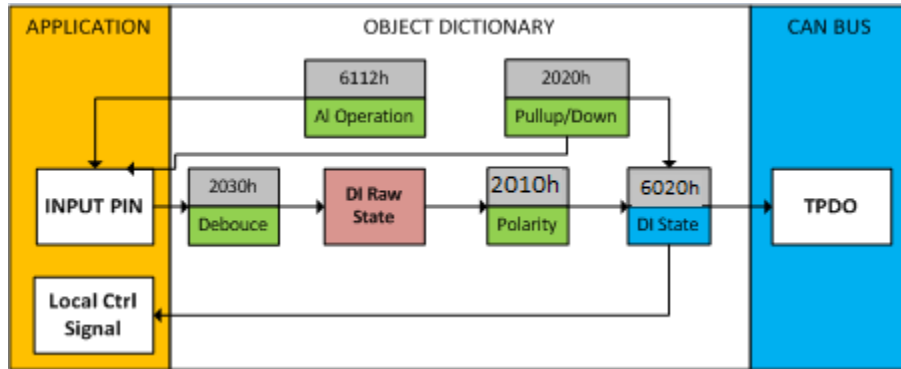 APPLICATION
OBJECT DICTIONARY
CAN BUS
6112h
AI Operation
2020h
Pullup/Down
INPUT PIN
2030h
Debouce
DI Raw
State
2010h
Polarity
6020h
DI State
TPDO
Local Ctrl
Signal